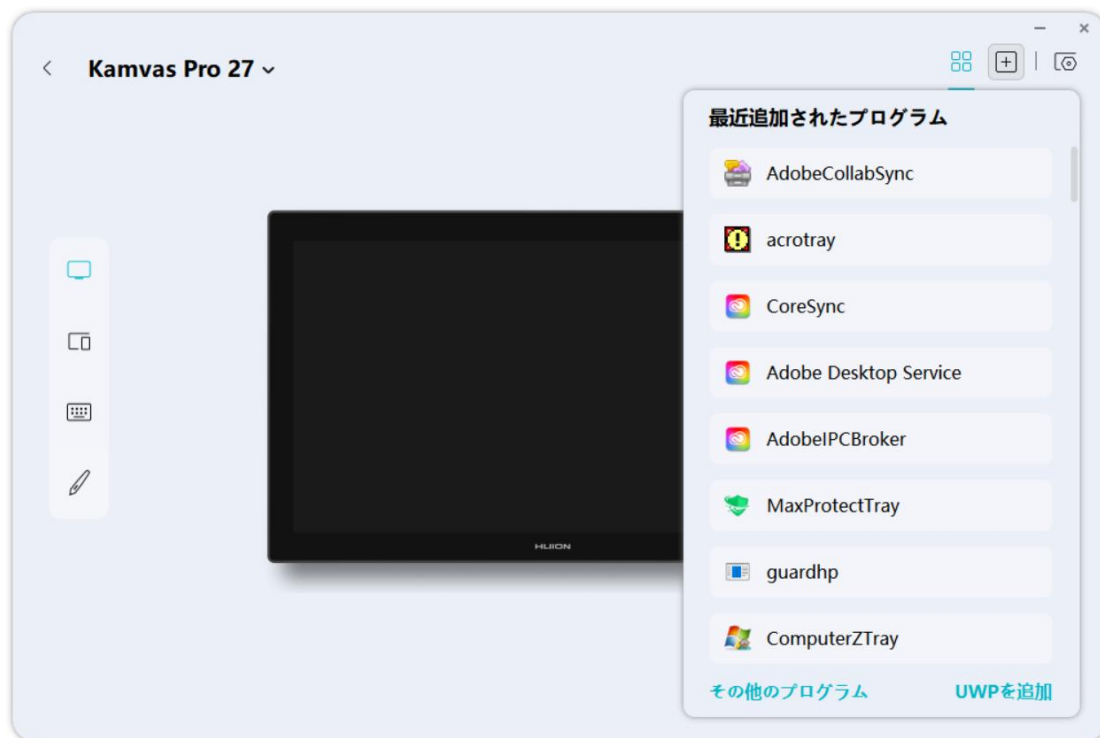 Kamvas Pro 27
最近追加されたプログラム
AdobeCollabSync
acrotray
CoreSync
Adobe Desktop Service
AdobeIPCBroker
MaxProtectTray
guardhp
ComputerZTray
その他のプログラム UWPを追加
HUION